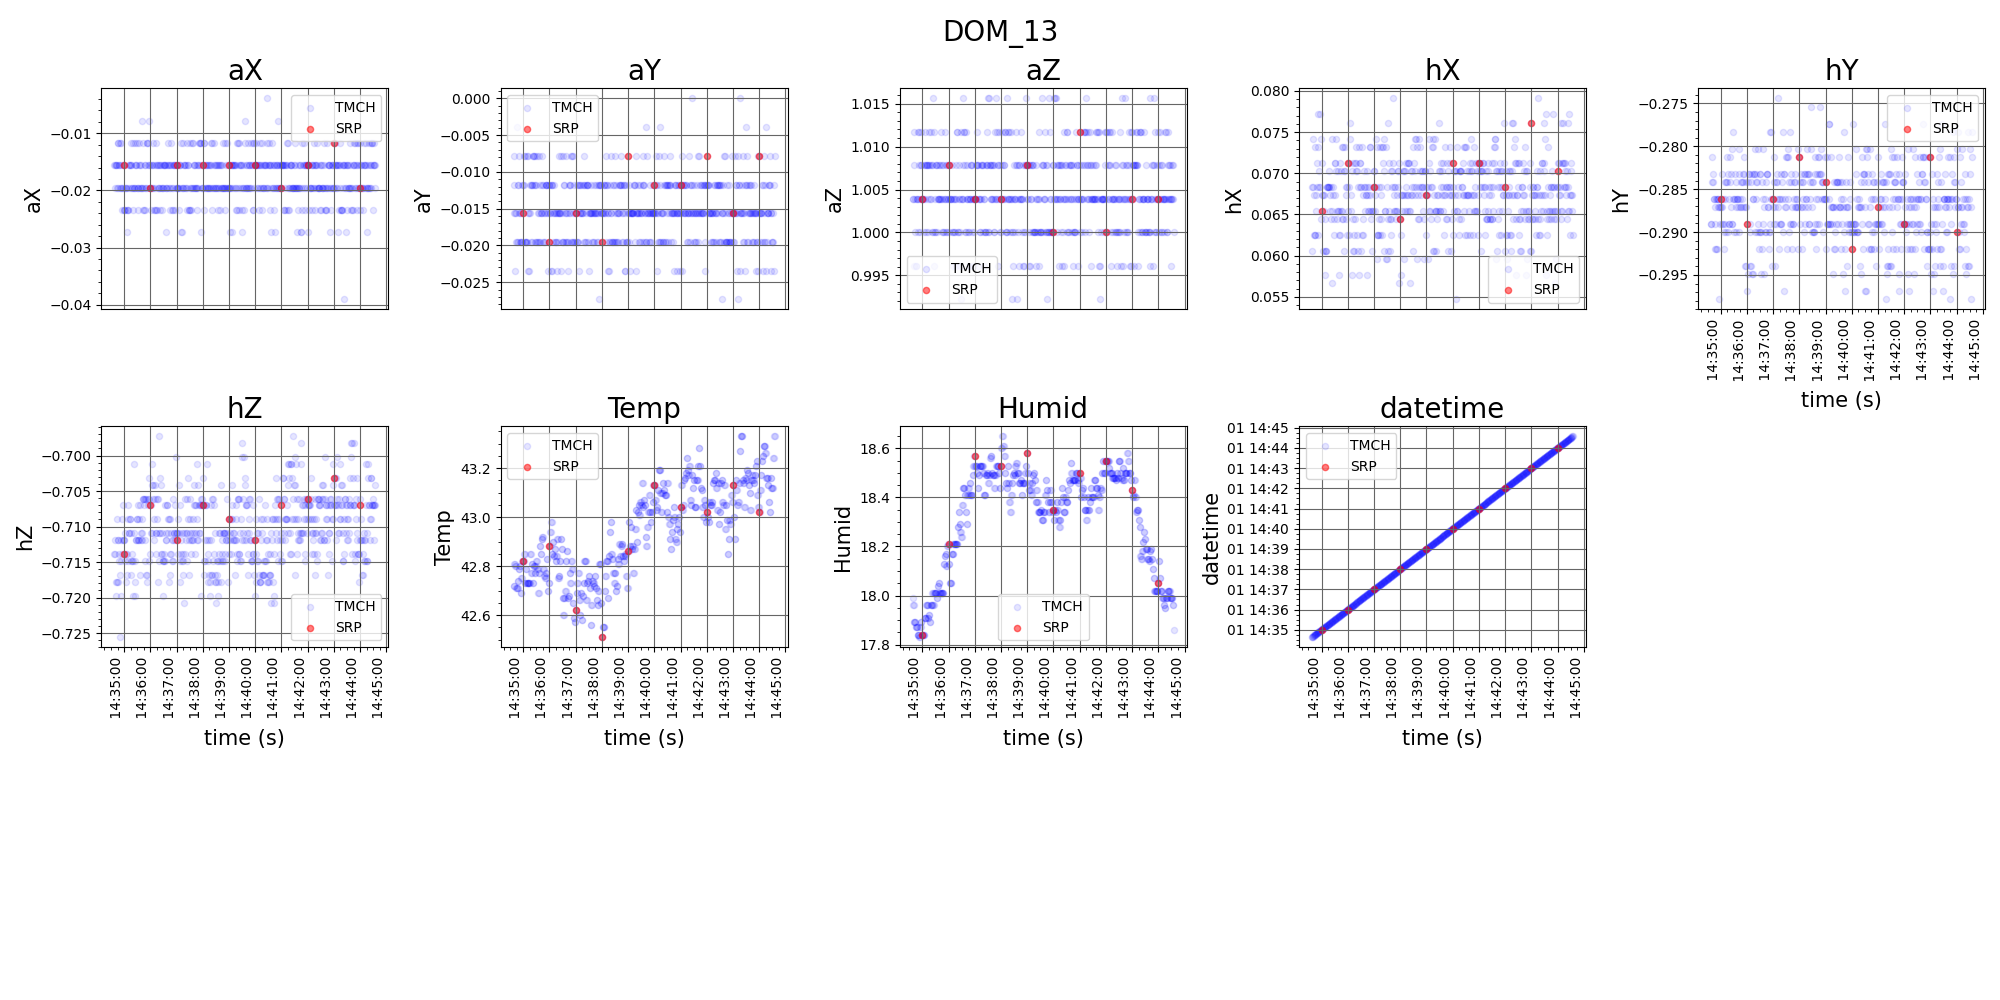 DOM_13
aX
aX
−0.01
−0.02
−0.03
−0.04
TMCH
SRP
aY
aY
0.000
−0.005
−0.010
−0.015
−0.020
−0.025
TMCH
SRP
aZ
aZ
1.015
1.010
1.005
1.000
0.995
TMCH
SRP
hX
hX
0.080
0.075
0.070
0.065
0.060
0.055
TMCH
SRP
hY
hY
−0.275
−0.280
−0.285
−0.290
−0.295
TMCH
SRP
14:35:00
14:36:00
14:37:00
14:38:00
14:39:00
14:40:00
14:41:00
14:42:00
14:43:00
14:44:00
14:45:00
time (s)
hZ
hZ
−0.700
−0.705
−0.710
−0.715
−0.720
−0.725
TMCH
SRP
14:35:00
14:36:00
14:37:00
14:38:00
14:39:00
14:40:00
14:41:00
14:42:00
14:43:00
14:44:00
14:45:00
time (s)
Temp
Temp
43.2
43.0
42.8
42.6
TMCH
SRP
14:35:00
14:36:00
14:37:00
14:38:00
14:39:00
14:40:00
14:41:00
14:42:00
14:43:00
14:44:00
14:45:00
time (s)
Humid
Humid
18.6
18.4
18.2
18.0
17.8
TMCH
SRP
14:35:00
14:36:00
14:37:00
14:38:00
14:39:00
14:40:00
14:41:00
14:42:00
14:43:00
14:44:00
14:45:00
time (s)
datetime
datetime
01 14:45
01 14:44
01 14:43
01 14:42
01 14:41
01 14:40
01 14:39
01 14:38
01 14:37
01 14:36
01 14:35
TMCH
SRP
14:35:00
14:36:00
14:37:00
14:38:00
14:39:00
14:40:00
14:41:00
14:42:00
14:43:00
14:44:00
14:45:00
time (s)